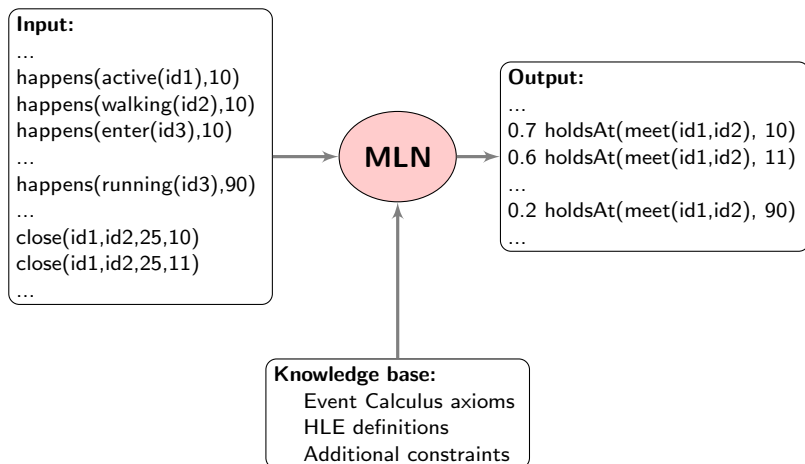 Input:
...
happens(active(id1),10)
happens(walking(id2),10)
happens(enter(id3),10)
...
happens(running(id3),90)
...
close(id1,id2,25,10)
close(id1,id2,25,11)
...
MLN
Output:
...
0.7 holdsAt(meet(id1,id2), 10)
0.6 holdsAt(meet(id1,id2), 11)
...
0.2 holdsAt(meet(id1,id2), 90)
...
Knowledge base:
Event Calculus axioms
HLE definitions
Additional constraints